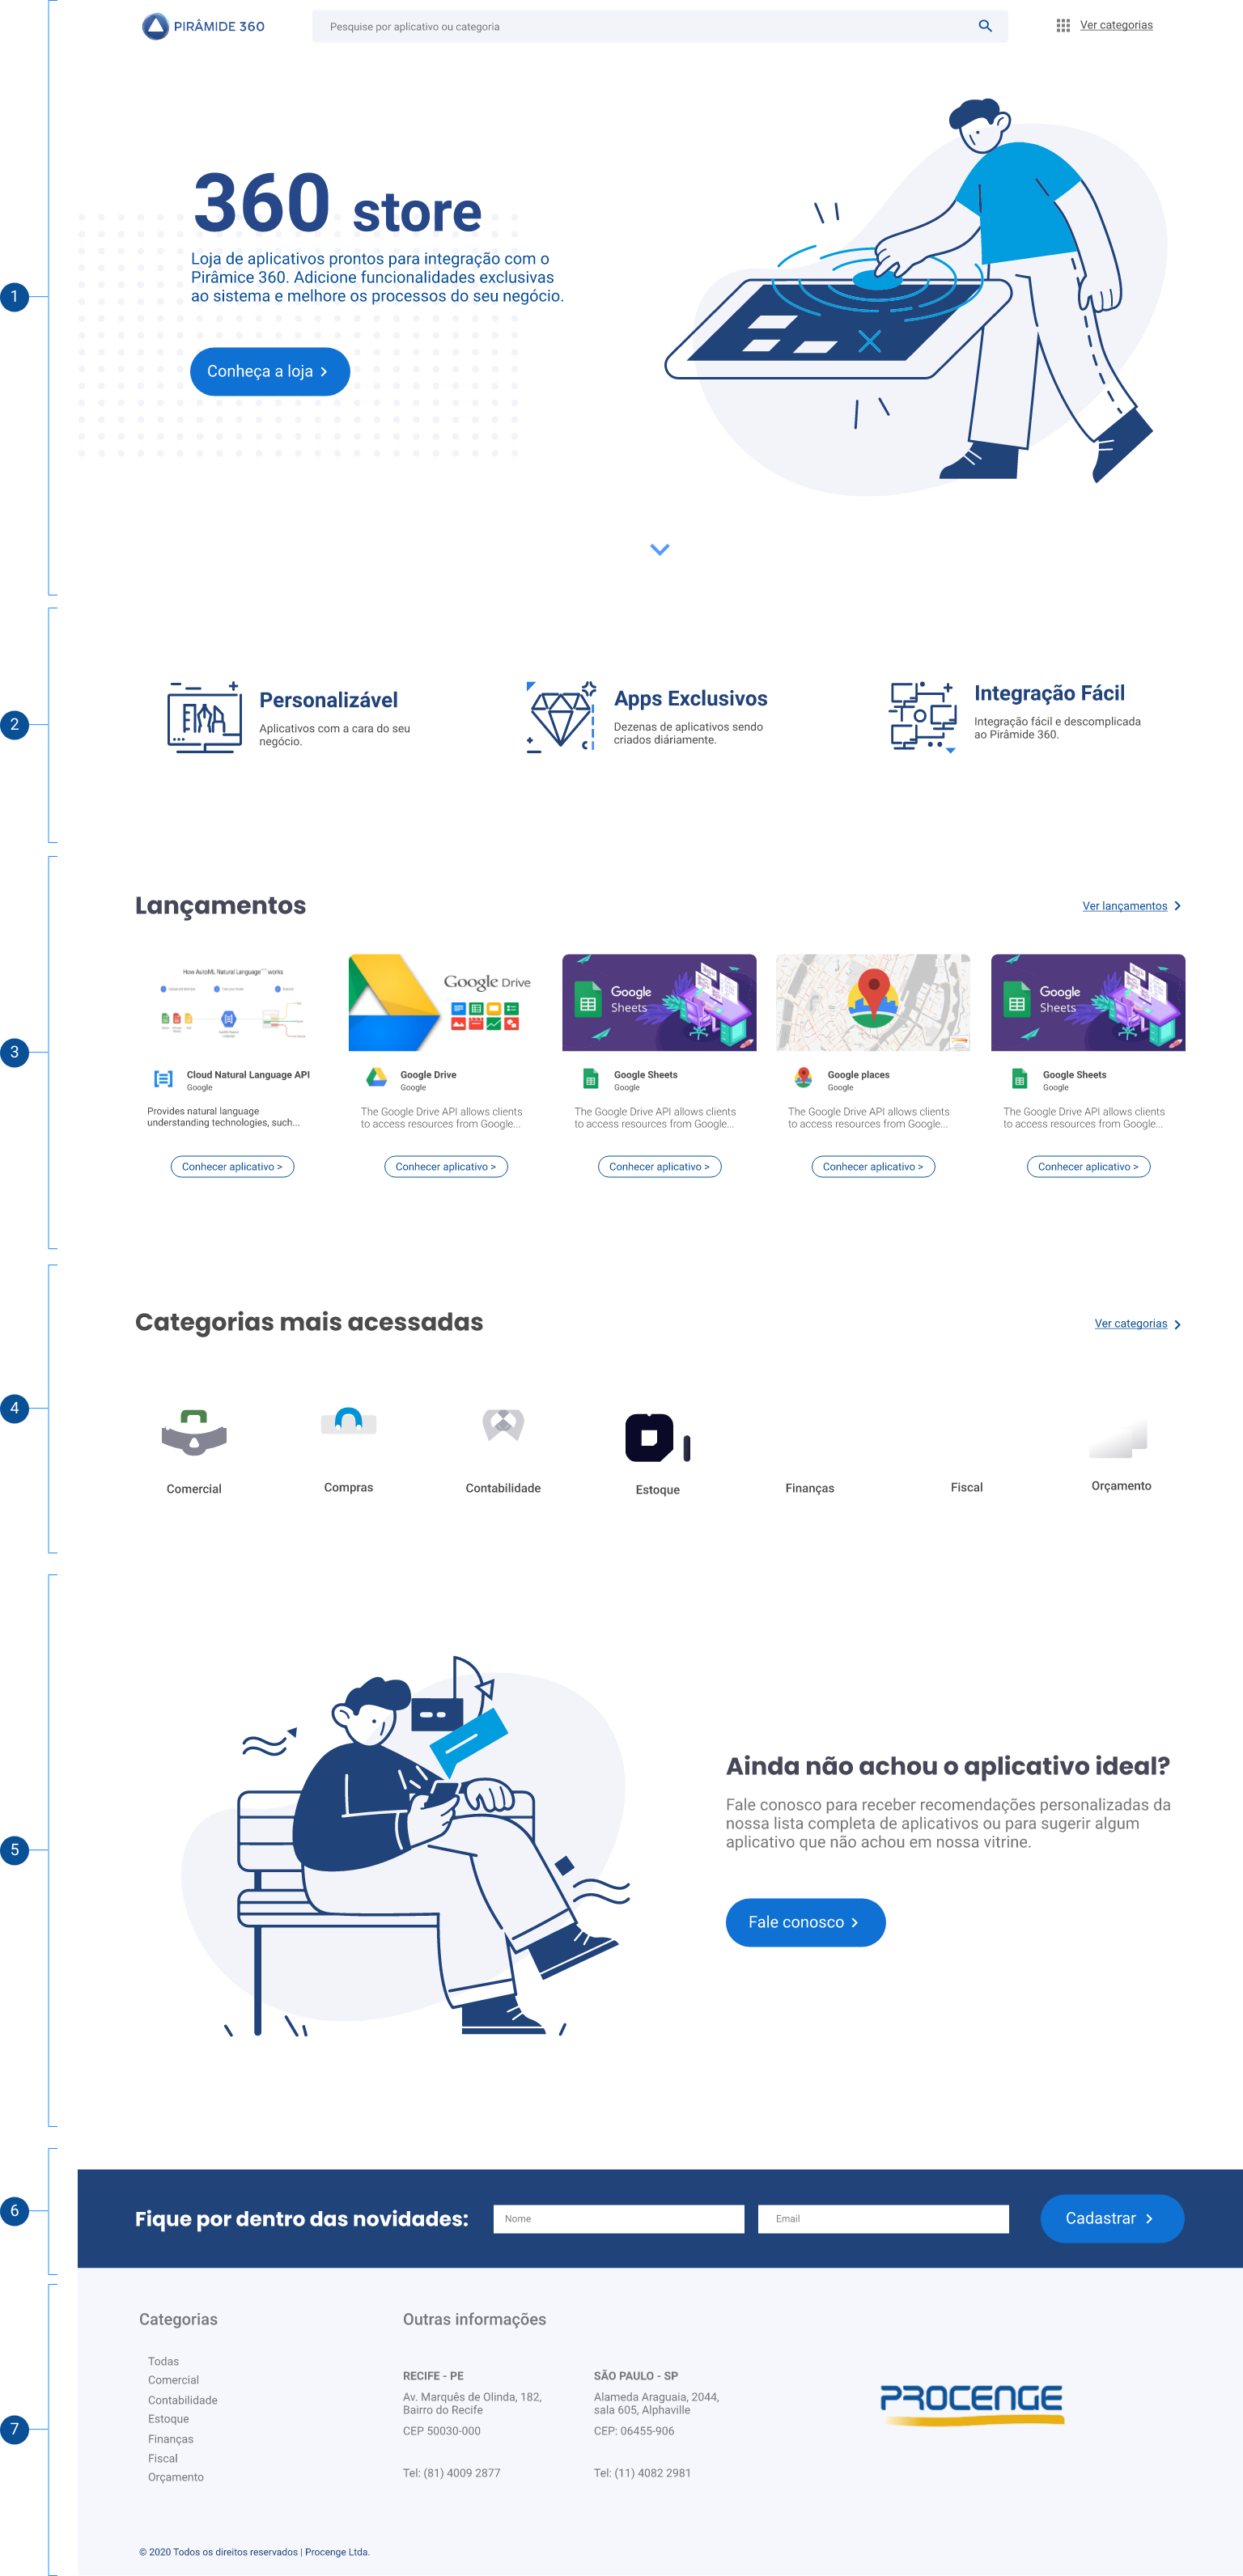 PIRÂMIDE 360
Pesquise por aplicativo ou categoria
Ver categorias
1
360 store
Loja de aplicativos prontos para integração com o
Pirâmice 360. Adicione funcionalidades exclusivas
ao sistema e melhore os processos do seu negócio.
Conheça a loja >
2
Personalizável
Aplicativos com a cara do seu
negócio.
Apps Exclusivos
Dezenas de aplicativos sendo
criados diáriamente.
Integração Fácil
Integração fácil e descomplicada
ao Pirâmide 360.
3
Lançamentos
Ver lançamentos >
How AutoML Natural Language works
Google Drive
Google
Sheets
Google
Sheets
Cloud Natural Language API
Google
Provides natural language
understanding technologies, such...
Conhecer aplicativo >
Google Drive
Google
The Google Drive API allows clients
to access resources from Google...
Conhecer aplicativo >
Google Sheets
Google
The Google Drive API allows clients
to access resources from Google...
Conhecer aplicativo >
Google places
Google
The Google Drive API allows clients
to access resources from Google...
Conhecer aplicativo >
Google Sheets
Google
The Google Drive API allows clients
to access resources from Google...
Conhecer aplicativo >
4
Categorias mais acessadas
Ver categorias >
Comercial
Compras
Contabilidade
Estoque
Finanças
Fiscal
Orçamento
5
Ainda não achou o aplicativo ideal?
Fale conosco para receber recomendações personalizadas da
nossa lista completa de aplicativos ou para sugerir algum
aplicativo que não achou em nossa vitrine.
Fale conosco >
6
Fique por dentro das novidades:
Nome
Email
Cadastrar >
7
Categorias
Todas
Comercial
Contabilidade
Estoque
Finanças
Fiscal
Orçamento
Outras informações
RECIFE - PE
Av. Marquês de Olinda, 182,
Bairro do Recife
CEP 50030-000
Tel: (81) 4009 2877
SÃO PAULO - SP
Alameda Araguaia, 2044,
sala 605, Alphaville
CEP: 06455-906
Tel: (11) 4082 2981
PROCENGE
© 2020 Todos os direitos reservados | Procenge Ltda.